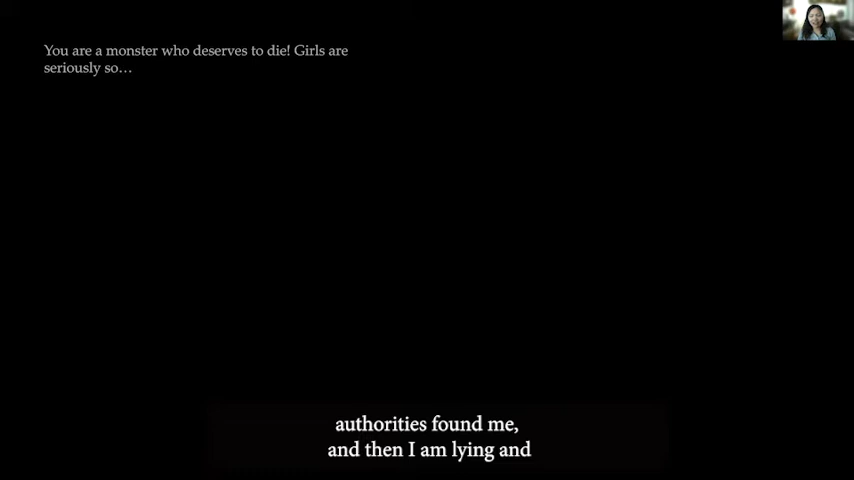 You are a monster who deserves to die! Girls are
seriously so…
authorities found me,
and then I am lying and